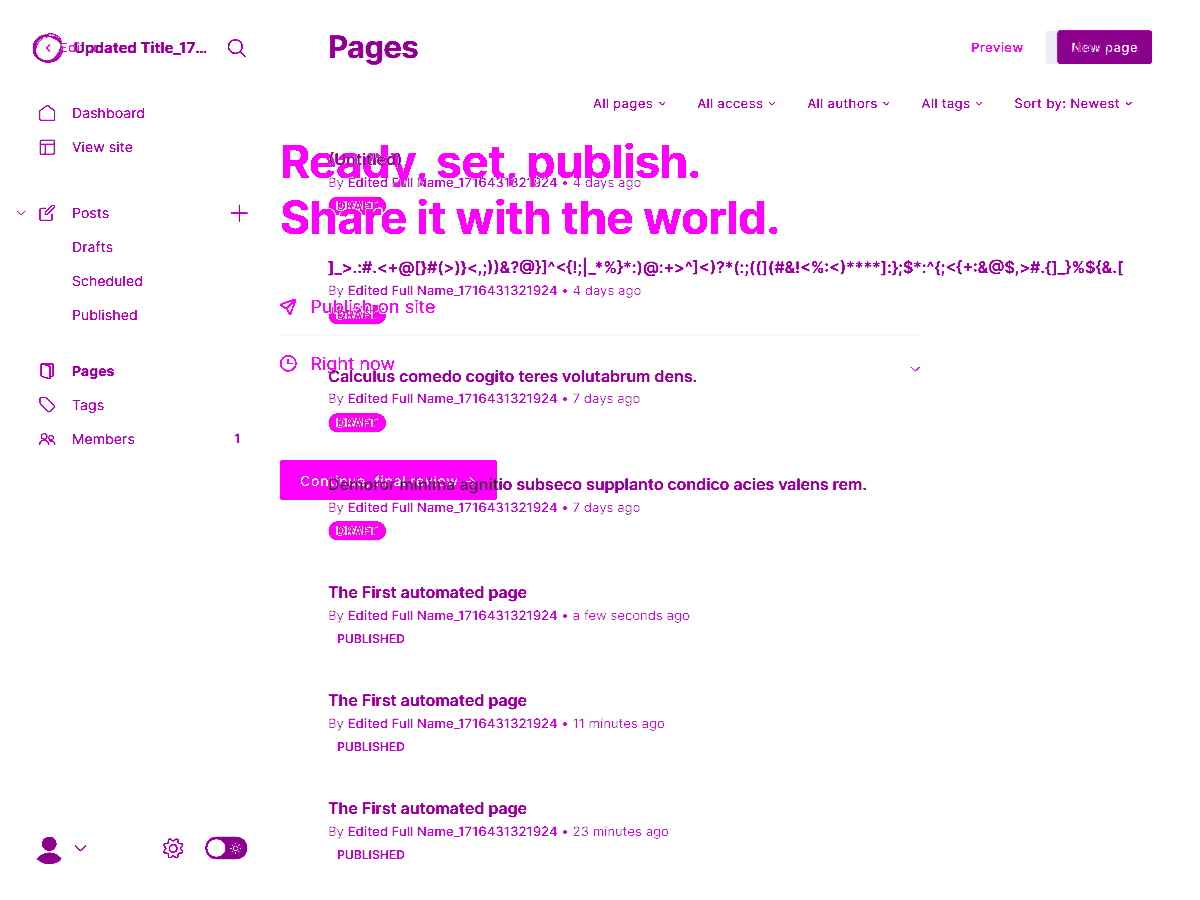 Updated Title_17...
Pages
Preview
New page
Dashboard
View site
Posts
Drafts
Scheduled
Published
Pages
Tags
Members 1
All pages
All access
All authors
All tags
Sort by: Newest
Ready, set, publish.
Share it with the world.
(Untitled)
By Edited Full Name_1716431321924 • 4 days ago
DRAFT
]_>.:#.<+@[}#(>)}<,;))&?@}]^<{!;|_*%}*:)@:+>^]<)?*(:;((](#&!<%:<)****]:};$*:^{;<{+:&@$,>#.{]_}%${&.[
By Edited Full Name_1716431321924 • 4 days ago
DRAFT
Publish on site
Right now
Calculus comedo cogito teres volutabrum dens.
By Edited Full Name_1716431321924 • 7 days ago
DRAFT
Continue, final review →
Demoror minima agnitio subseco supplanto condico acies valens rem.
By Edited Full Name_1716431321924 • 7 days ago
DRAFT
The First automated page
By Edited Full Name_1716431321924 • a few seconds ago
PUBLISHED
The First automated page
By Edited Full Name_1716431321924 • 11 minutes ago
PUBLISHED
The First automated page
By Edited Full Name_1716431321924 • 23 minutes ago
PUBLISHED